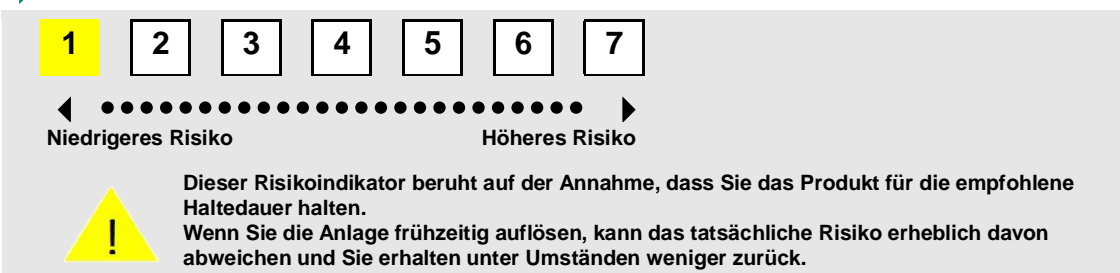 1 2 3 4 5 6 7
Niedrigeres Risiko Höheres Risiko
Dieser Risikoindikator beruht auf der Annahme, dass Sie das Produkt für die empfohlene
Haltedauer halten.
!
Wenn Sie die Anlage frühzeitig auflösen, kann das tatsächliche Risiko erheblich davon
abweichen und Sie erhalten unter Umständen weniger zurück.